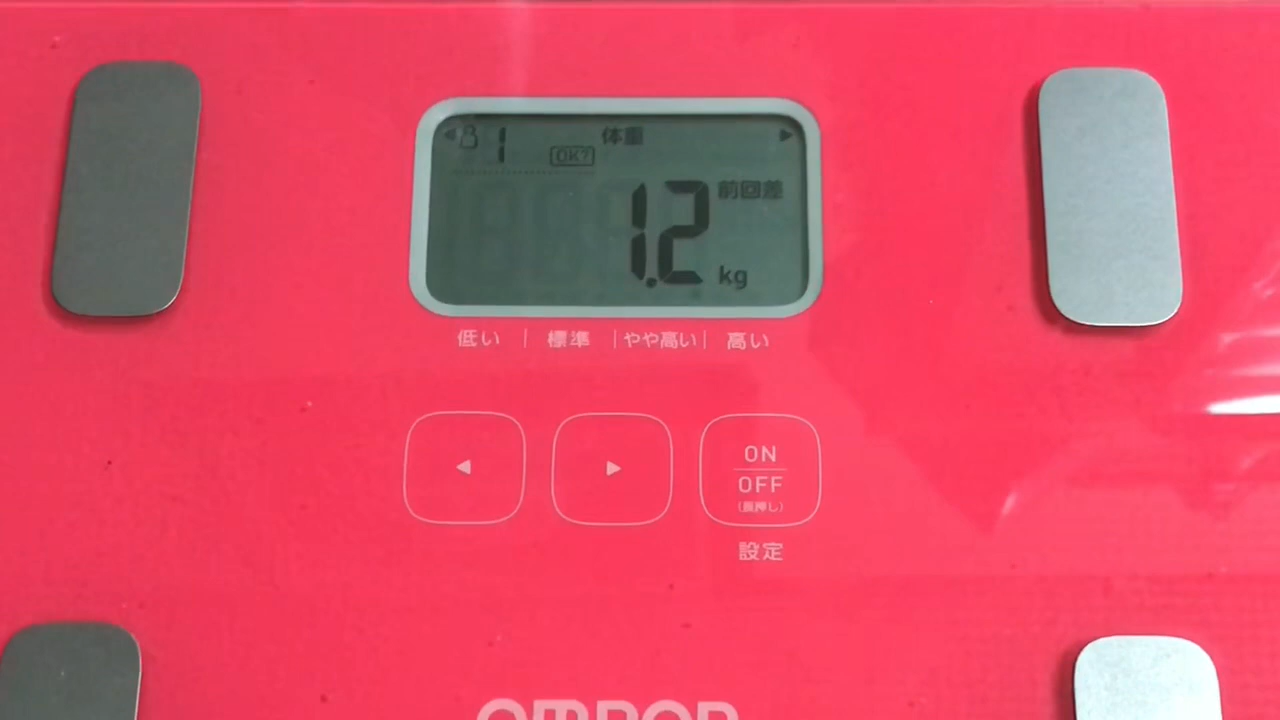 1 体重
OK?
1.2 前回差
kg
低い | 標準 | やや高い | 高い
ON
OFF
(長押し)
設定
OMRON